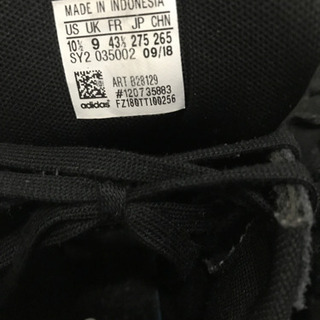 MADE IN INDONESIA
US UK FR JP CHN
10½ 9 43⅓ 275 265
SY2 035002 09/18
ART B28129
#120735883
adidas FZ180TT100256